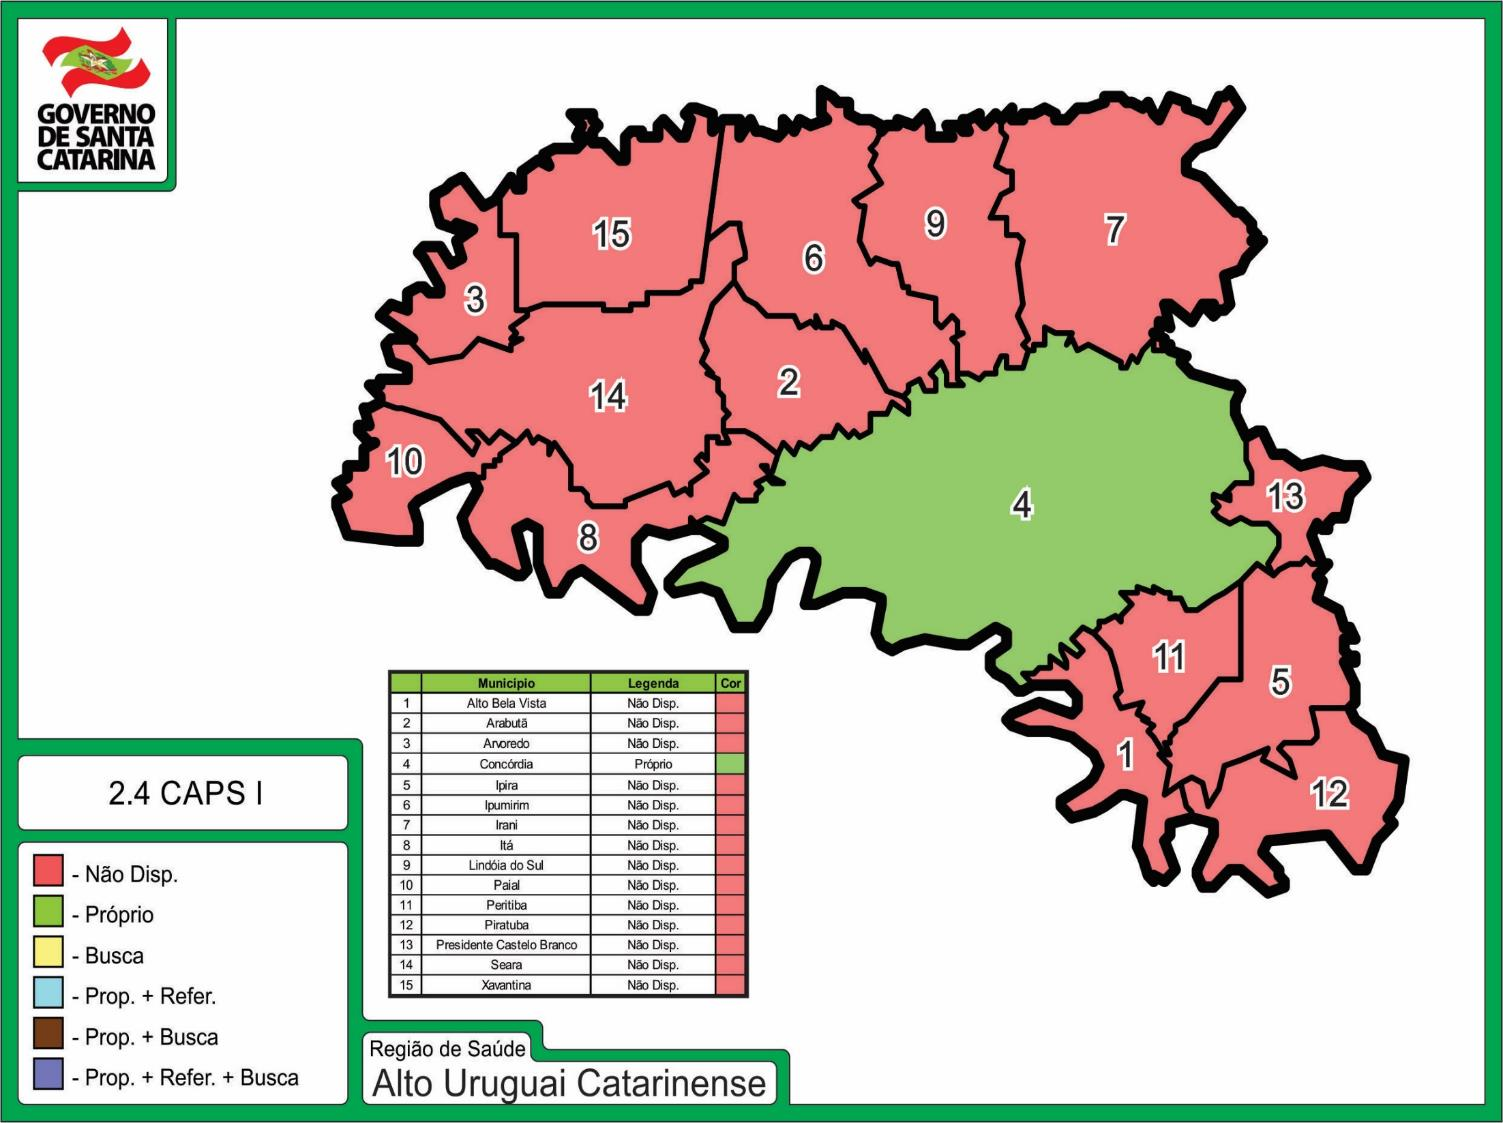 GOVERNO
DE SANTA
CATARINA
15
6
9
7
3
14
2
10
8
4
13
11
5
1
12
Município Legenda Cor
1 Alto Bela Vista Não Disp.
2 Arabutã Não Disp.
3 Arvoredo Não Disp.
4 Concórdia Próprio
5 Ipira Não Disp.
6 Ipumirim Não Disp.
7 Irani Não Disp.
8 Itá Não Disp.
9 Lindóia do Sul Não Disp.
10 Paial Não Disp.
11 Peritiba Não Disp.
12 Piratuba Não Disp.
13 Presidente Castelo Branco Não Disp.
14 Seara Não Disp.
15 Xavantina Não Disp.
2.4 CAPS I
- Não Disp.
- Próprio
- Busca
- Prop. + Refer.
- Prop. + Busca
- Prop. + Refer. + Busca
Região de Saúde
Alto Uruguai Catarinense